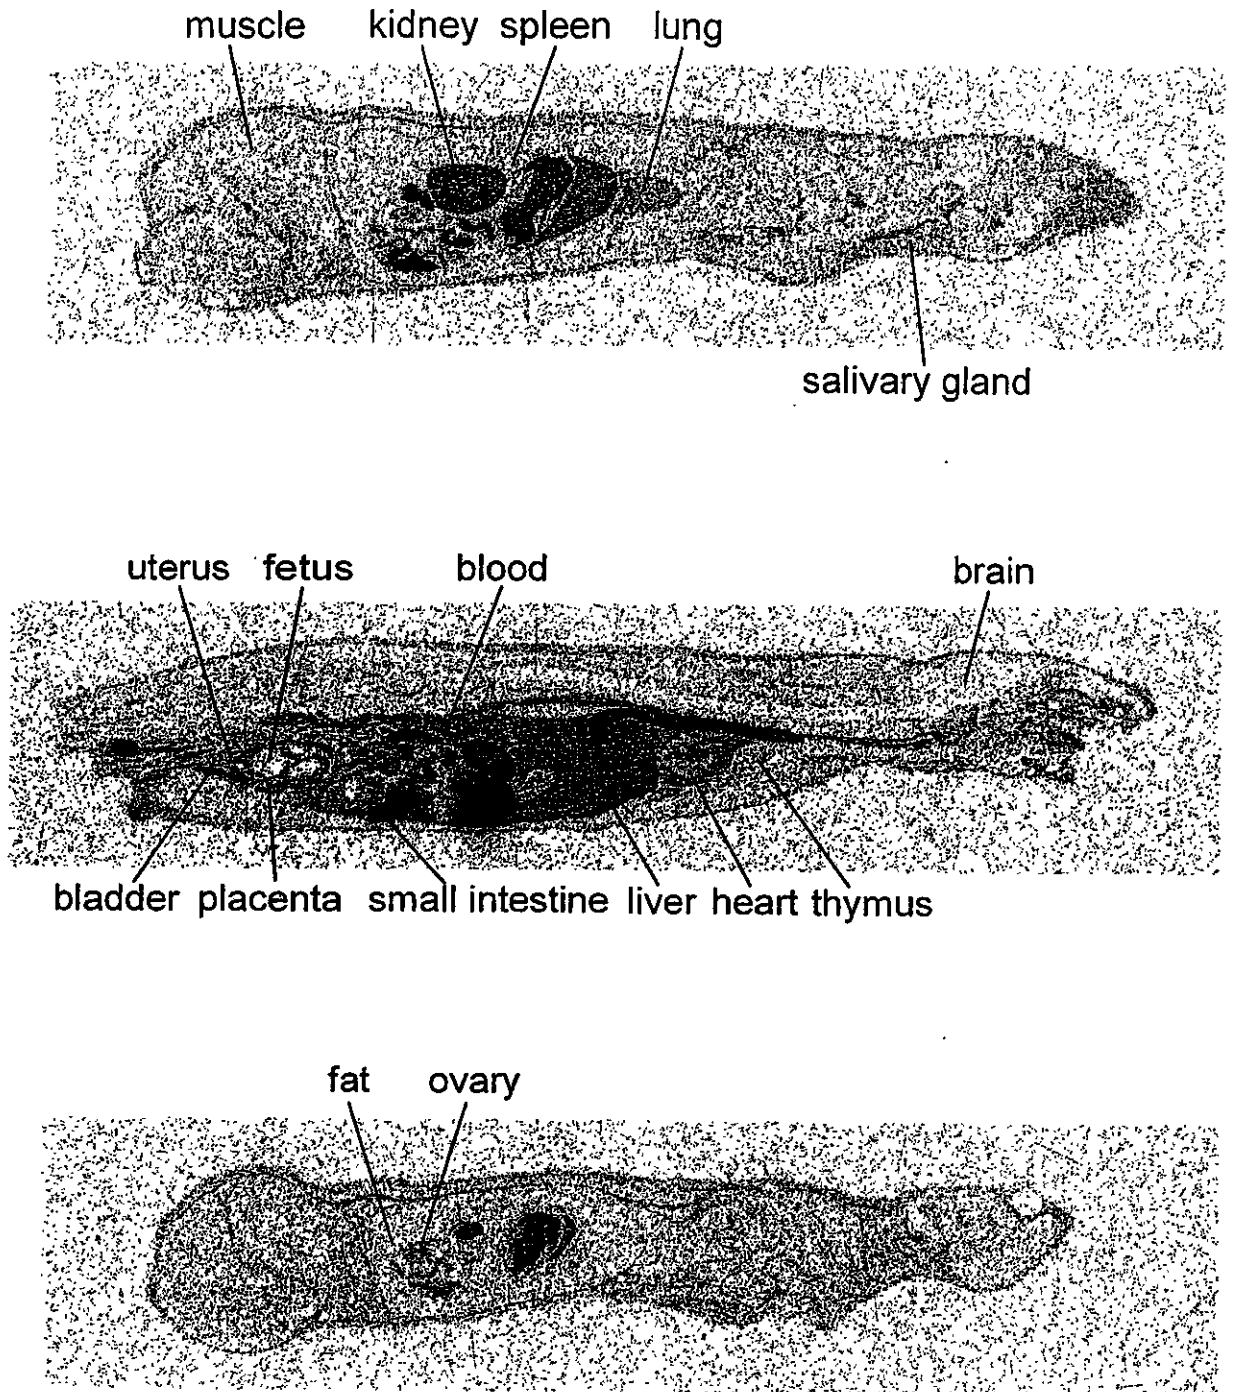 muscle kidney spleen lung
salivary gland
uterus fetus blood brain
bladder placenta small intestine liver heart thymus
fat ovary